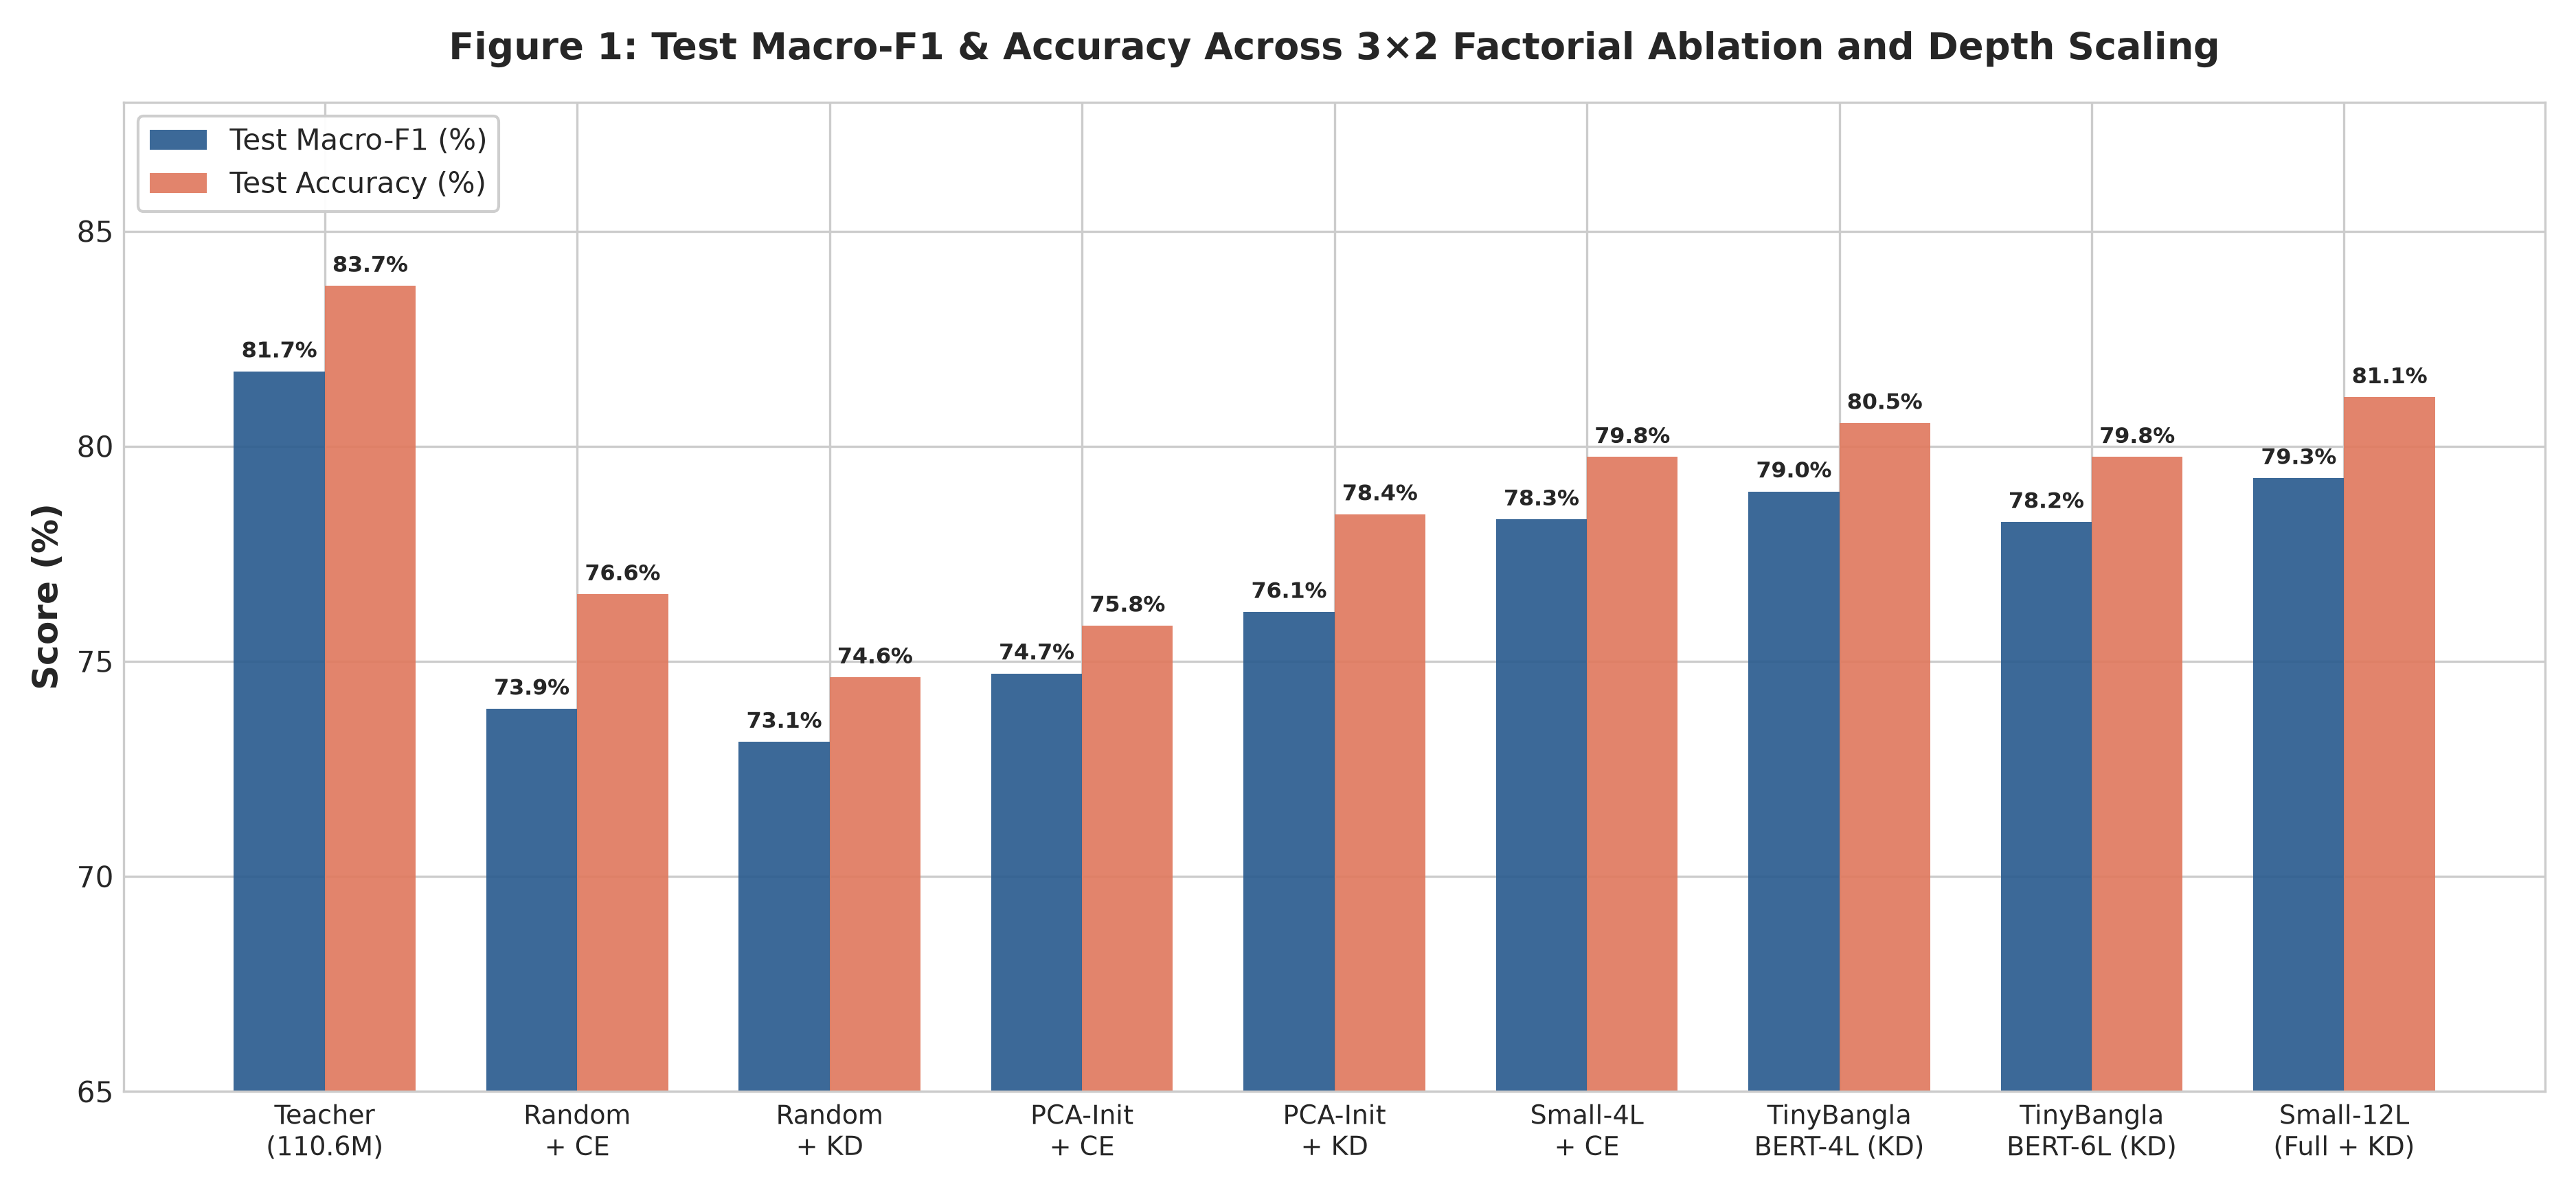 Figure 1: Test Macro-F1 & Accuracy Across 3×2 Factorial Ablation and Depth Scaling
Test Macro-F1 (%)
Test Accuracy (%)
Score (%)
85
80
75
70
65
81.7%
83.7%
73.9%
76.6%
73.1%
74.6%
74.7%
75.8%
76.1%
78.4%
78.3%
79.8%
79.0%
80.5%
78.2%
79.8%
79.3%
81.1%
Teacher
(110.6M)
Random
+ CE
Random
+ KD
PCA-Init
+ CE
PCA-Init
+ KD
Small-4L
+ CE
TinyBangla
BERT-4L (KD)
TinyBangla
BERT-6L (KD)
Small-12L
(Full + KD)